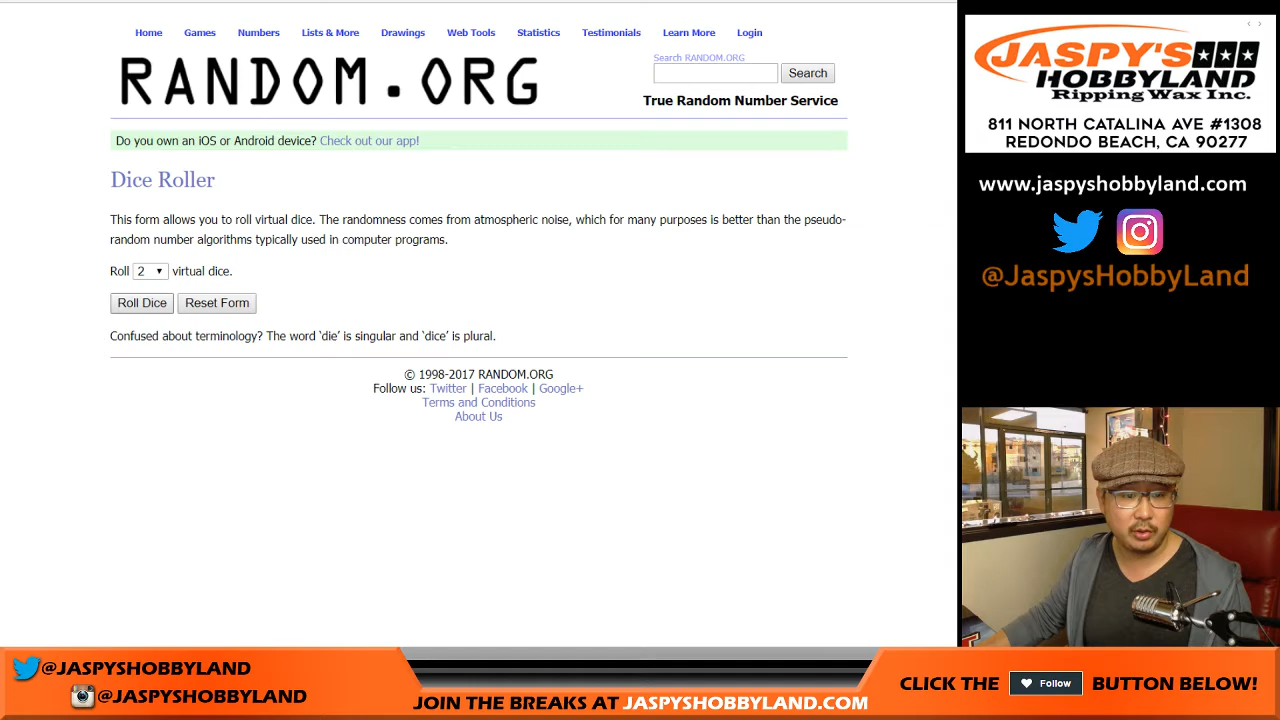 Home Games Numbers Lists & More Drawings Web Tools Statistics Testimonials Learn More Login
RANDOM.ORG
Search RANDOM.ORG
Search
True Random Number Service
Do you own an iOS or Android device? Check out our app!
Dice Roller
This form allows you to roll virtual dice. The randomness comes from atmospheric noise, which for many purposes is better than the pseudo-
random number algorithms typically used in computer programs.
Roll 2 virtual dice.
Roll Dice Reset Form
Confused about terminology? The word ‘die’ is singular and ‘dice’ is plural.
© 1998-2017 RANDOM.ORG
Follow us: Twitter | Facebook | Google+
Terms and Conditions
About Us
JASPY'S
HOBBYLAND
Ripping Wax Inc.
811 NORTH CATALINA AVE #1308
REDONDO BEACH, CA 90277
www.jaspyshobbyland.com
@JaspysHobbyLand
@JASPYSHOBBYLAND
@JASPYSHOBBYLAND
JOIN THE BREAKS AT JASPYSHOBBYLAND.COM
CLICK THE Follow BUTTON BELOW!